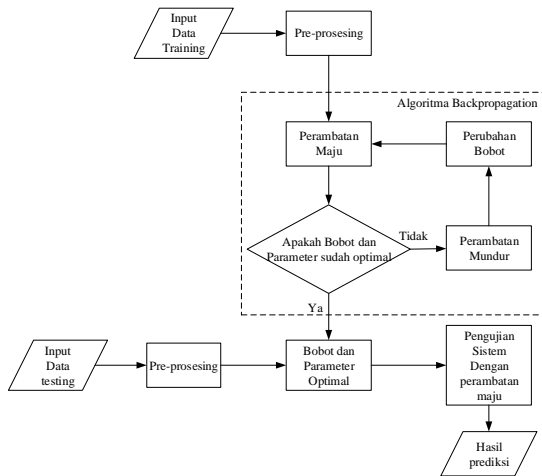 Input
Data
Training
Pre-prosesing
Algoritma Backpropagation
Perambatan
Maju
Perubahan
Bobot
Apakah Bobot dan
Parameter sudah optimal
Tidak
Perambatan
Mundur
Ya
Input
Data
testing
Pre-prosesing
Bobot dan
Parameter
Optimal
Pengujian
Sistem
Dengan
perambatan
maju
Hasil
prediksi